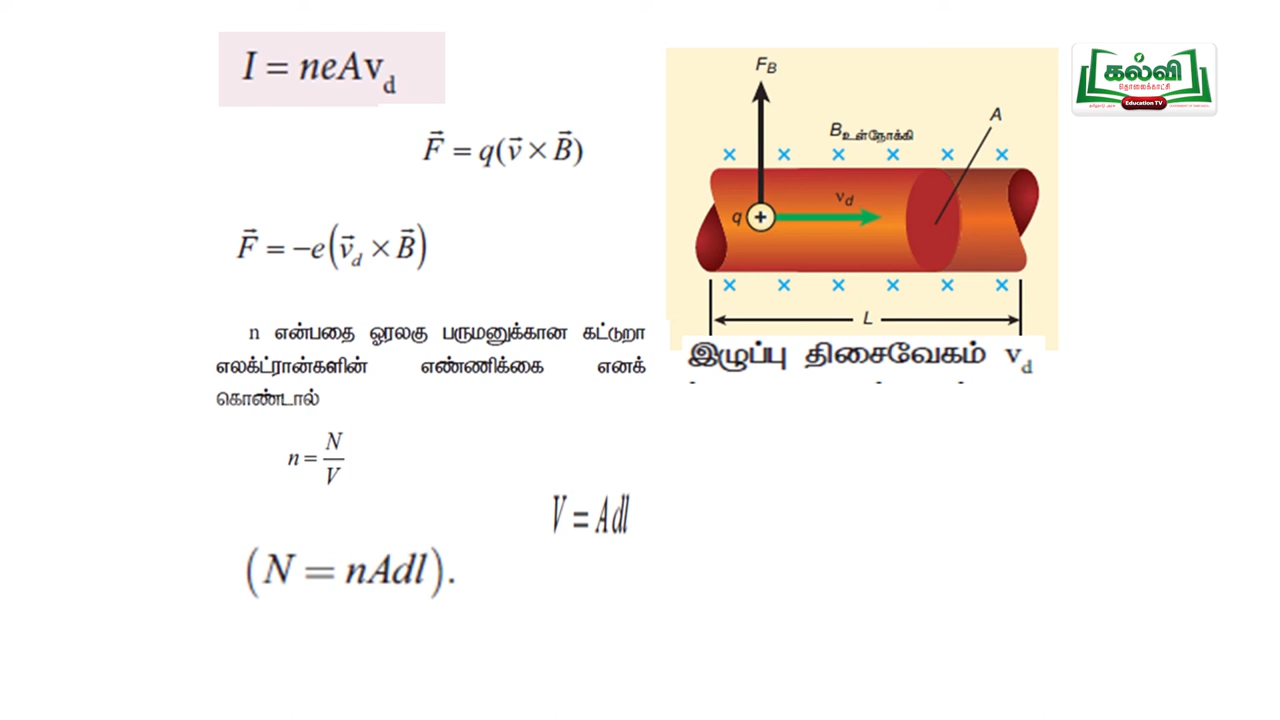 I = neAv_d
F⃗ = q(v⃗ × B⃗)
F⃗ = −e(v⃗_d × B⃗)
n என்பதை ஓரலகு பருமனுக்கான கட்டுறா
எலக்ட்ரான்களின் எண்ணிக்கை எனக்
கொண்டால்
n = N/V
V = Adl
(N = nAdl).
F_B
A
B உள்நோக்கி
× × × × × ×
v_d
q +
× × × × × ×
L
இழுப்பு திசைவேகம் v_d
கல்வி
தொலைக்காட்சி
Education TV